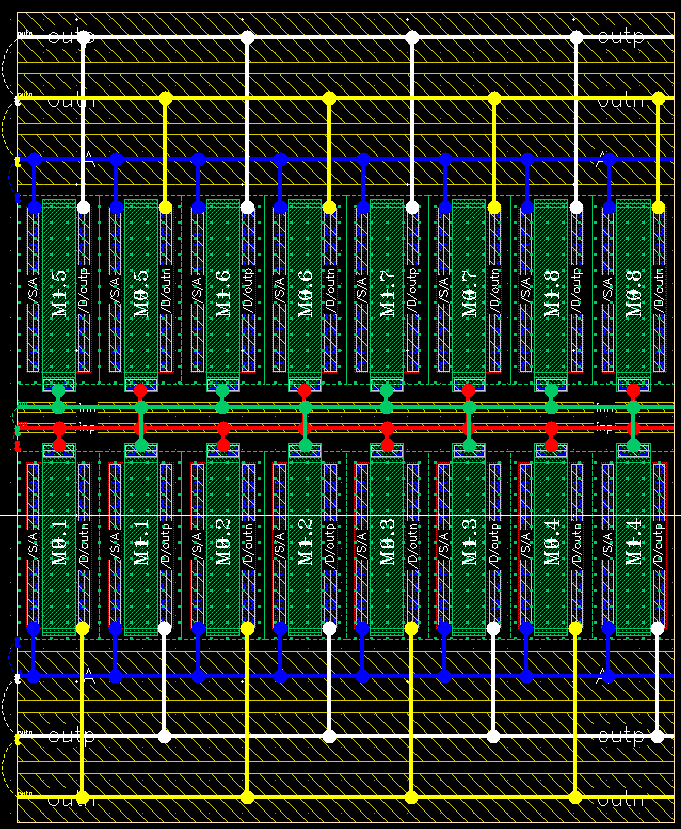 outp outp
outn outn
A A
/S/A M1.5 /D/outp /S/A M0.5 /D/outn /S/A M1.6 /D/outp /S/A M0.6 /D/outn /S/A M1.7 /D/outp /S/A M0.7 /D/outn /S/A M1.8 /D/outp /S/A M0.8 /D/outn
/S/A M0.1 /D/outn /S/A M1.1 /D/outp /S/A M0.2 /D/outn /S/A M1.2 /D/outp /S/A M0.3 /D/outn /S/A M1.3 /D/outp /S/A M0.4 /D/outn /S/A M1.4 /D/outp
A A
outp outp
outn outn